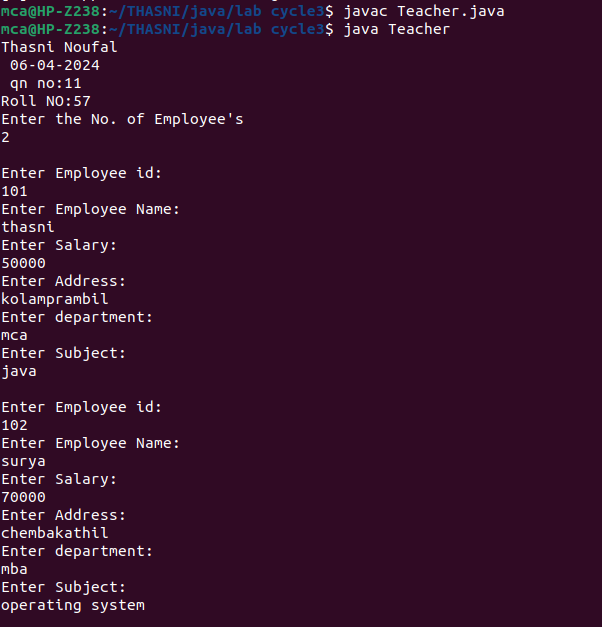 mca@HP-Z238:~/THASNI/java/lab cycle3$ javac Teacher.java
mca@HP-Z238:~/THASNI/java/lab cycle3$ java Teacher
Thasni Noufal
 06-04-2024
 qn no:11
Roll NO:57
Enter the No. of Employee's
2
Enter Employee id:
101
Enter Employee Name:
thasni
Enter Salary:
50000
Enter Address:
kolamprambil
Enter department:
mca
Enter Subject:
java
Enter Employee id:
102
Enter Employee Name:
surya
Enter Salary:
70000
Enter Address:
chembakathil
Enter department:
mba
Enter Subject:
operating system